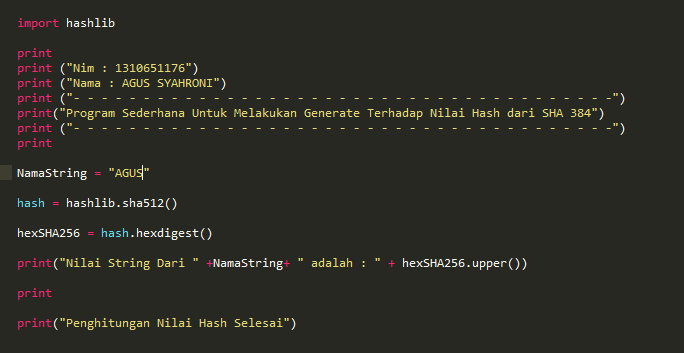 import hashlib
print
print ("Nim : 1310651176")
print ("Nama : AGUS SYAHRONI")
print ("- - - - - - - - - - - - - - - - - - - - - - - - - - - - - - - - - - - - - - -")
print("Program Sederhana Untuk Melakukan Generate Terhadap Nilai Hash dari SHA 384")
print ("- - - - - - - - - - - - - - - - - - - - - - - - - - - - - - - - - - - - - - -")
print
NamaString = "AGUS"
hash = hashlib.sha512()
hexSHA256 = hash.hexdigest()
print("Nilai String Dari " +NamaString+ " adalah : " + hexSHA256.upper())
print
print("Penghitungan Nilai Hash Selesai")